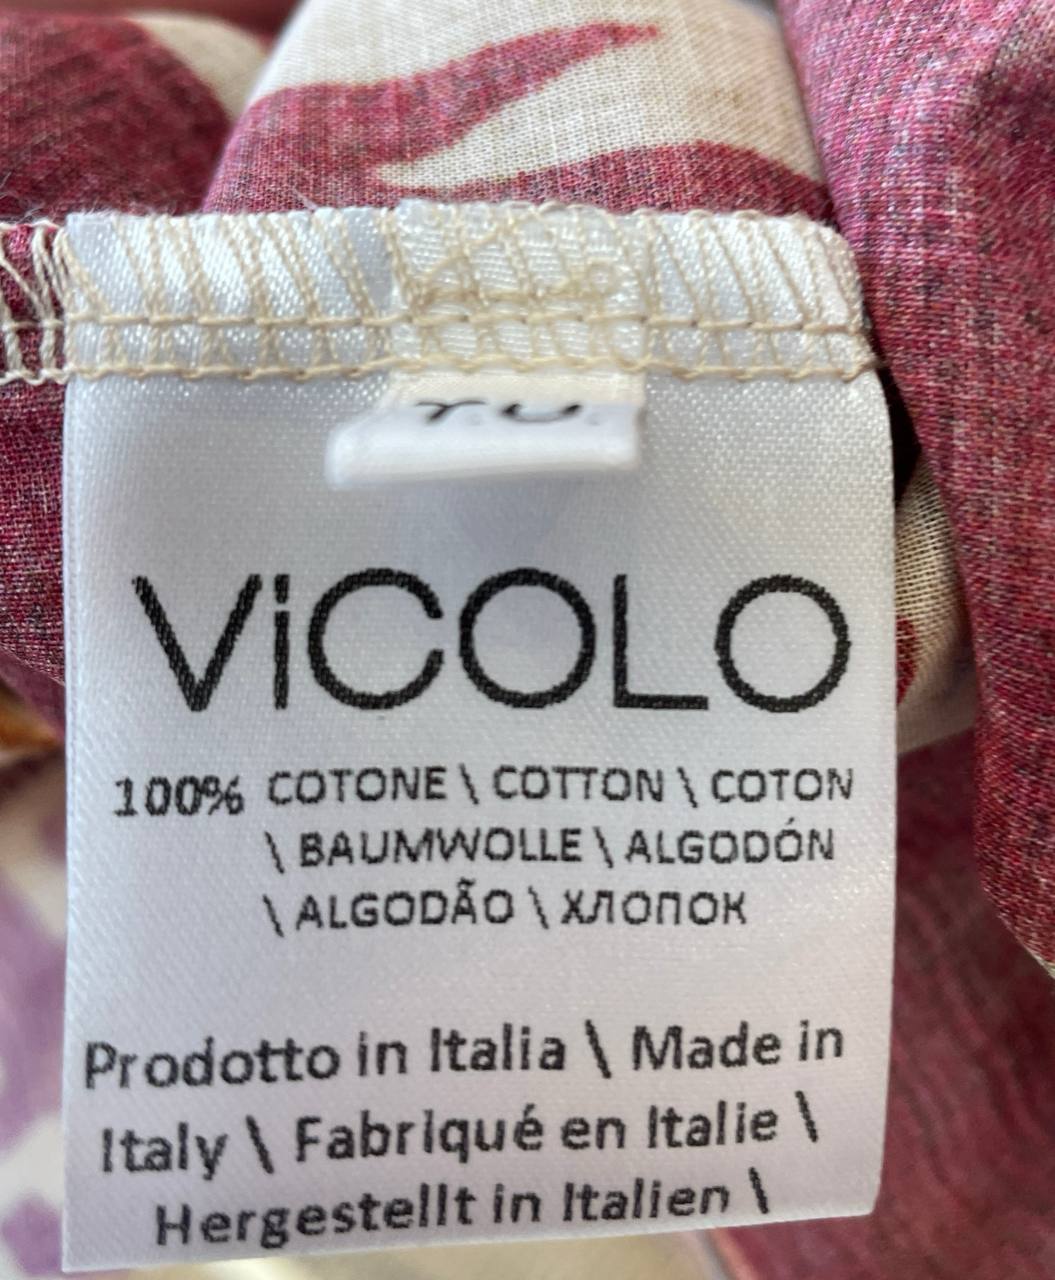 T.U.
ViCOLO
100% COTONE \ COTTON \ COTON
\ BAUMWOLLE \ ALGODÓN
\ ALGODÃO \ ХЛОПОК
Prodotto in Italia \ Made in
Italy \ Fabriqué en Italie \
Hergestellt in Italien \